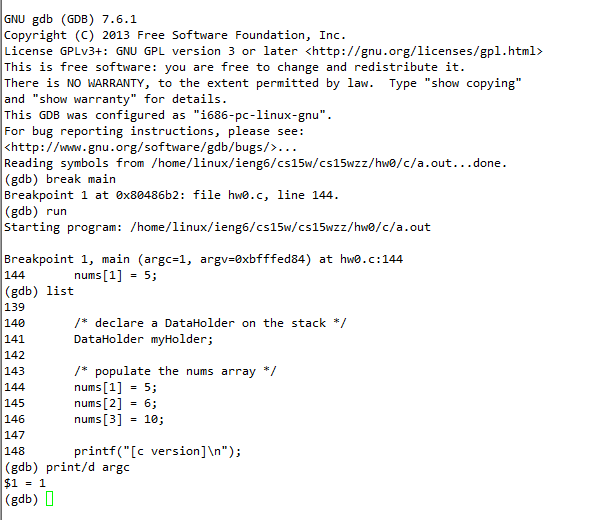 GNU gdb (GDB) 7.6.1
Copyright (C) 2013 Free Software Foundation, Inc.
License GPLv3+: GNU GPL version 3 or later <http://gnu.org/licenses/gpl.html>
This is free software: you are free to change and redistribute it.
There is NO WARRANTY, to the extent permitted by law.  Type "show copying"
and "show warranty" for details.
This GDB was configured as "i686-pc-linux-gnu".
For bug reporting instructions, please see:
<http://www.gnu.org/software/gdb/bugs/>...
Reading symbols from /home/linux/ieng6/cs15w/cs15wzz/hw0/c/a.out...done.
(gdb) break main
Breakpoint 1 at 0x80486b2: file hw0.c, line 144.
(gdb) run
Starting program: /home/linux/ieng6/cs15w/cs15wzz/hw0/c/a.out

Breakpoint 1, main (argc=1, argv=0xbfffed84) at hw0.c:144
144       nums[1] = 5;
(gdb) list
139
140       /* declare a DataHolder on the stack */
141       DataHolder myHolder;
142
143       /* populate the nums array */
144       nums[1] = 5;
145       nums[2] = 6;
146       nums[3] = 10;
147
148       printf("[c version]\n");
(gdb) print/d argc
$1 = 1
(gdb)